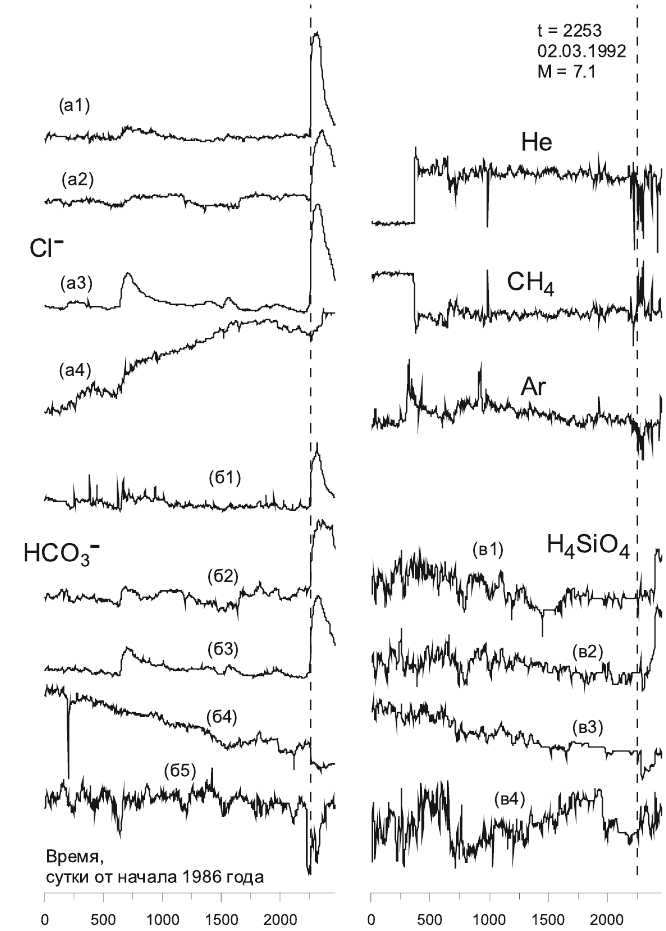 t = 2253
02.03.1992
M = 7.1
(а1)
(а2)
Cl⁻
(а3)
(а4)
He
CH₄
Ar
(б1)
HCO₃⁻
(б2)
(б3)
(б4)
(б5)
(в1)
H₄SiO₄
(в2)
(в3)
(в4)
Время,
сутки от начала 1986 года
0 500 1000 1500 2000
0 500 1000 1500 2000